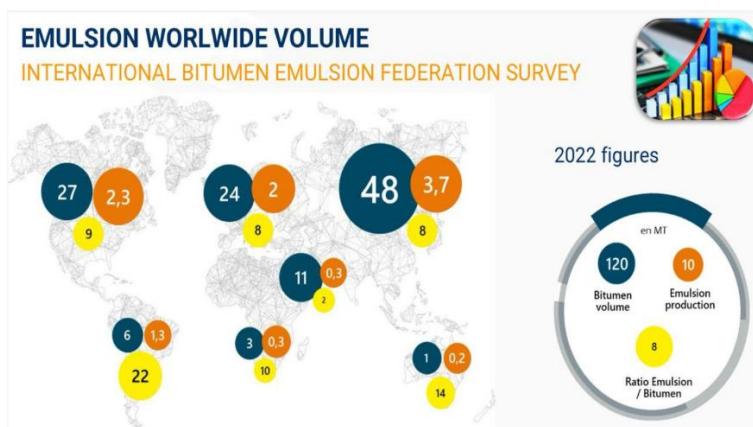 EMULSION WORLWIDE VOLUME
INTERNATIONAL BITUMEN EMULSION FEDERATION SURVEY
2022 figures
27
2,3
9
24
2
8
48
3,7
8
11
0,3
2
6
1,3
22
3
0,3
10
1
0,2
14
en MT
120
10
Bitumen
volume
Emulsion
production
8
Ratio Emulsion
/ Bitumen